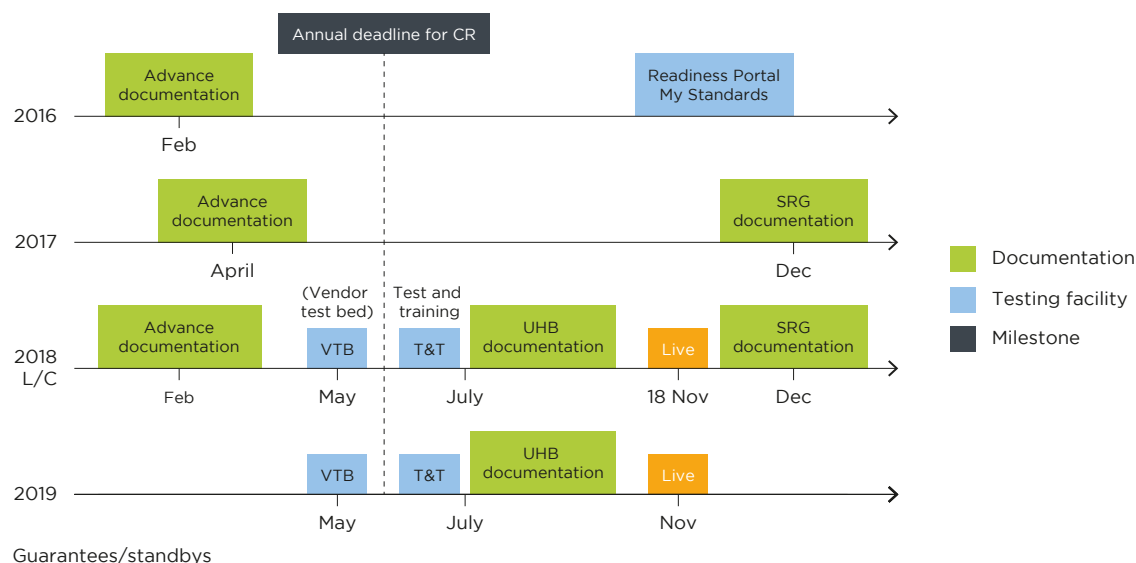 Annual deadline for CR
Advance
documentation
Readiness Portal
My Standards
2016
Feb
Advance
documentation
SRG
documentation
2017
April
Dec
Documentation
Testing facility
Milestone
(Vendor
test bed)
Test and
training
Advance
documentation
VTB
T&T
UHB
documentation
Live
SRG
documentation
2018
L/C
Feb
May
July
18 Nov
Dec
VTB
T&T
UHB
documentation
Live
2019
May
July
Nov
Guarantees/standbys